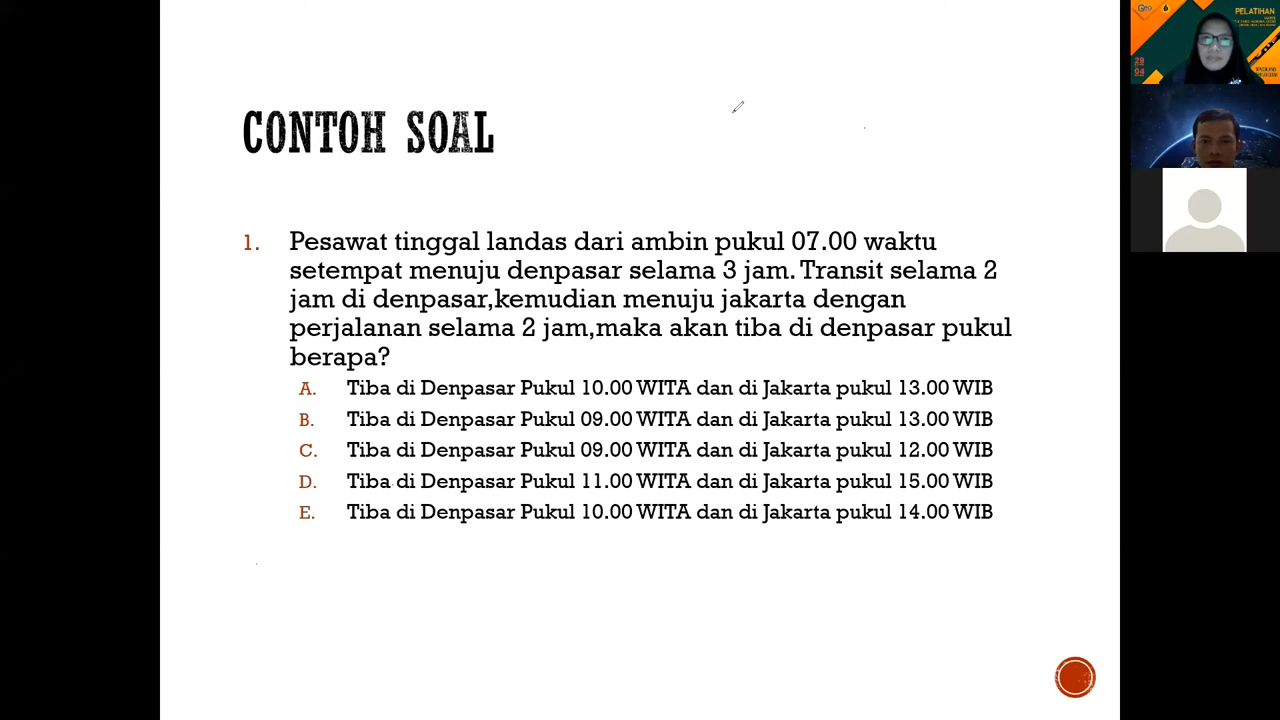 CONTOH SOAL
1. Pesawat tinggal landas dari ambin pukul 07.00 waktu
setempat menuju denpasar selama 3 jam. Transit selama 2
jam di denpasar,kemudian menuju jakarta dengan
perjalanan selama 2 jam,maka akan tiba di denpasar pukul
berapa?
A. Tiba di Denpasar Pukul 10.00 WITA dan di Jakarta pukul 13.00 WIB
B. Tiba di Denpasar Pukul 09.00 WITA dan di Jakarta pukul 13.00 WIB
C. Tiba di Denpasar Pukul 09.00 WITA dan di Jakarta pukul 12.00 WIB
D. Tiba di Denpasar Pukul 11.00 WITA dan di Jakarta pukul 15.00 WIB
E. Tiba di Denpasar Pukul 10.00 WITA dan di Jakarta pukul 14.00 WIB
Geo
PELATIHAN